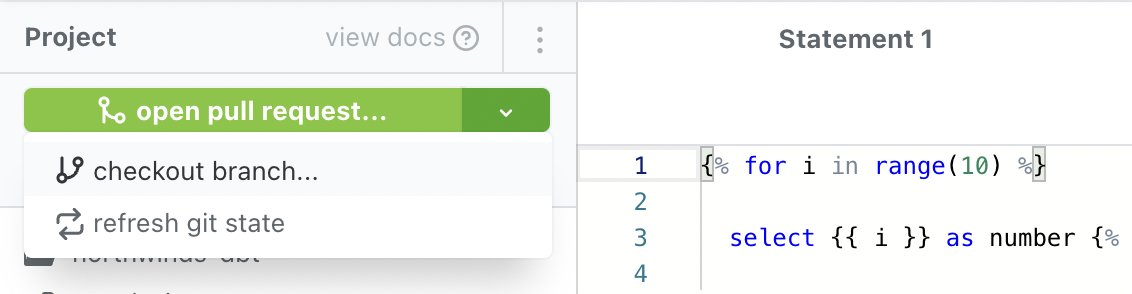 Project
view docs
open pull request...
checkout branch...
refresh git state
Statement 1
1 {% for i in range(10) %}
2
3 select {{ i }} as number {%
4